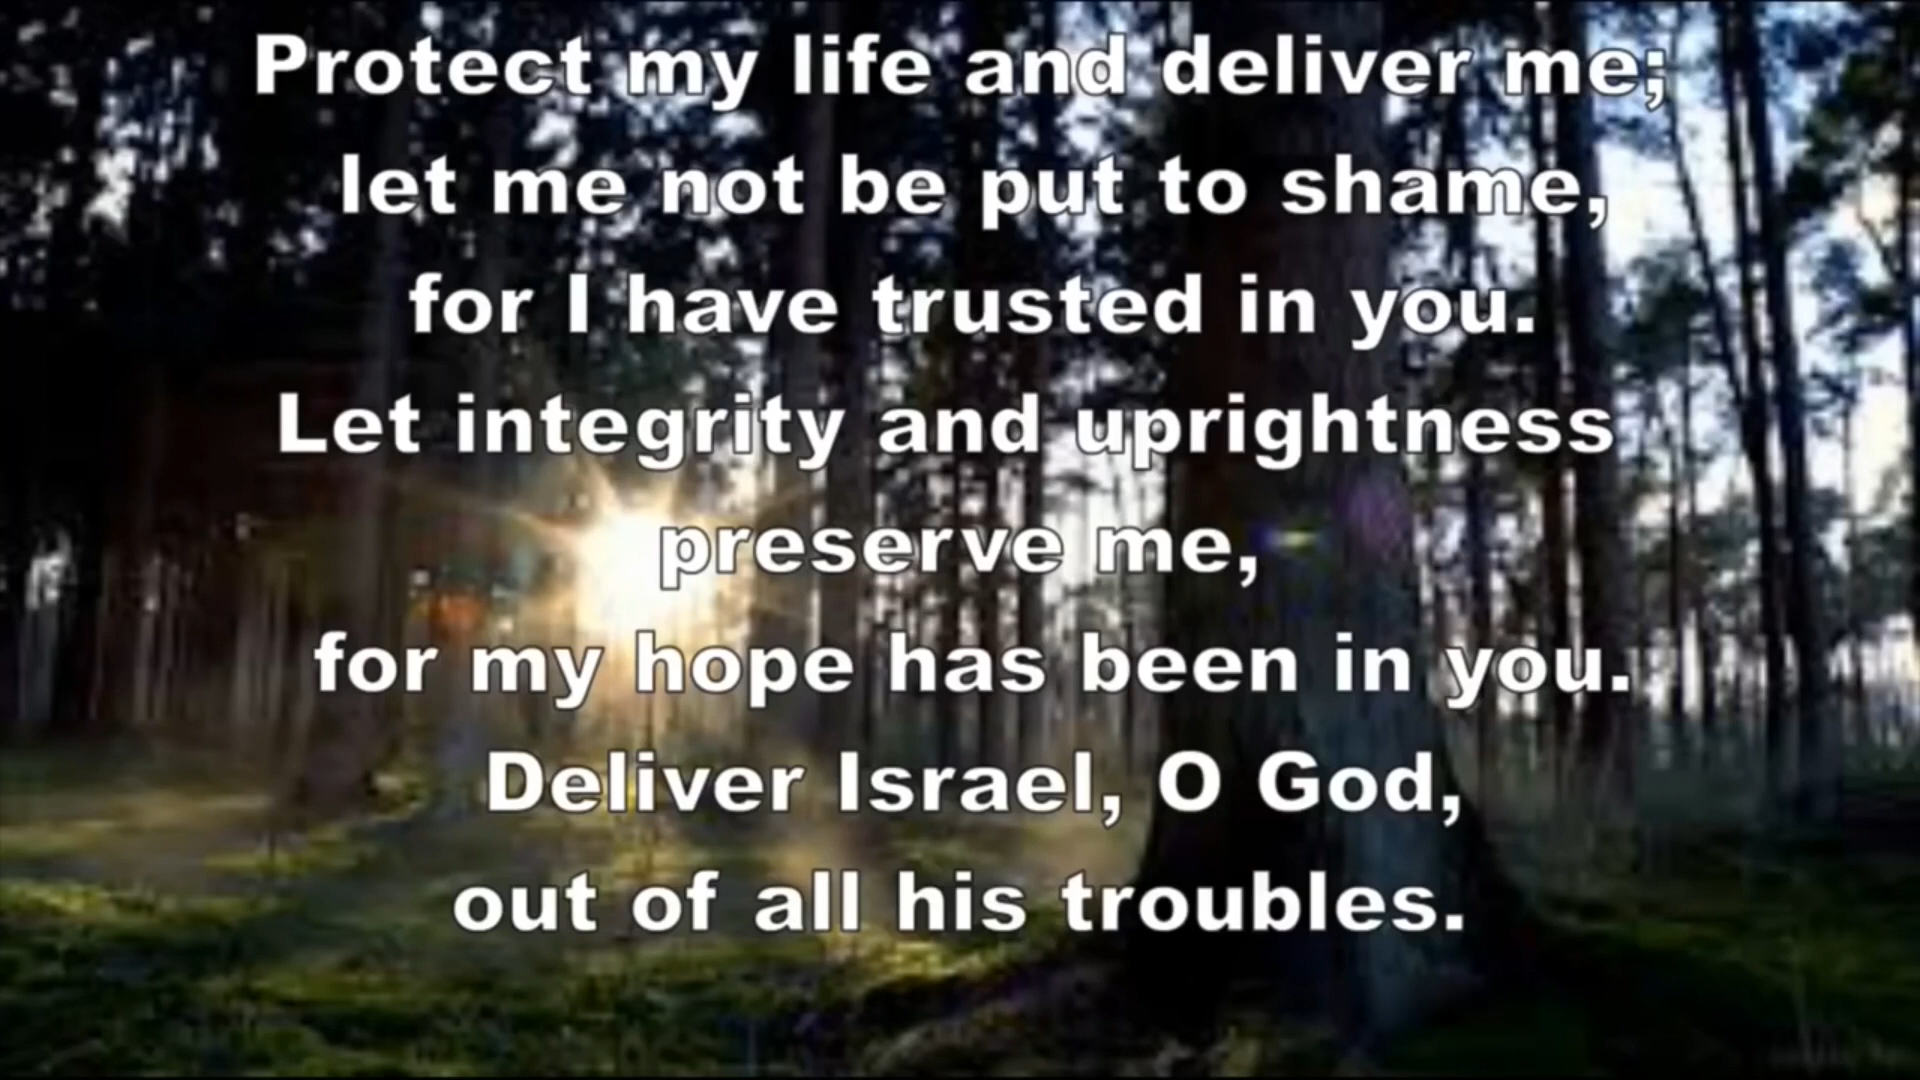 Protect my life and deliver me;
let me not be put to shame,
for I have trusted in you.
Let integrity and uprightness
preserve me,
for my hope has been in you.
Deliver Israel, O God,
out of all his troubles.